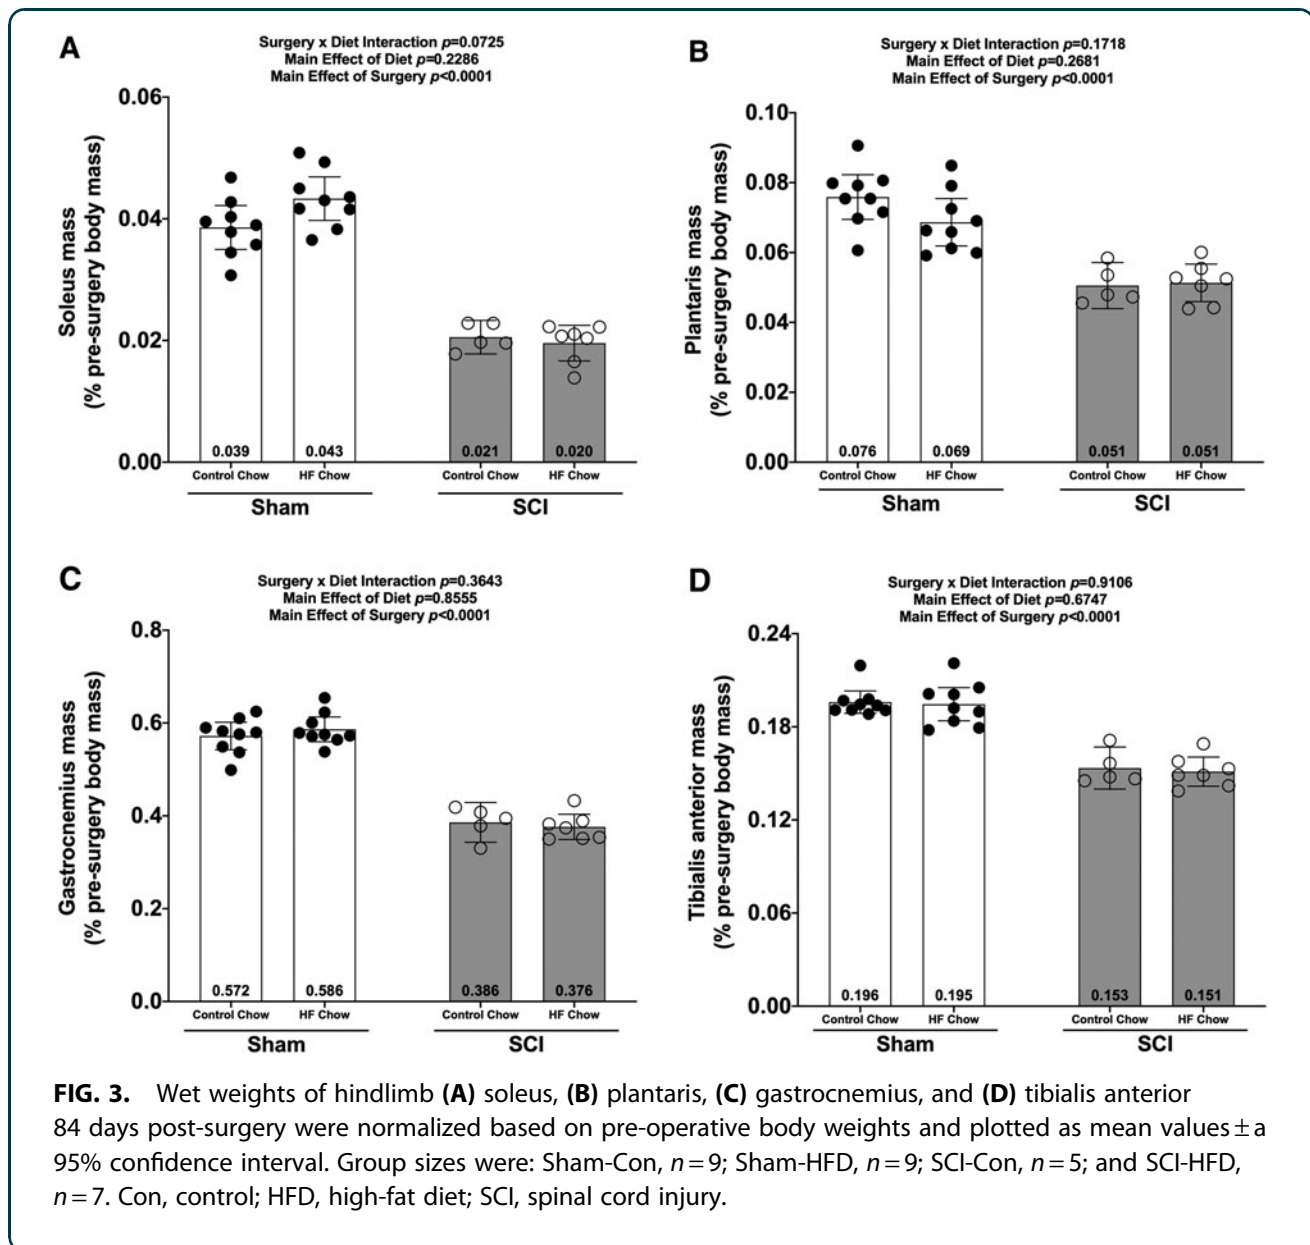 A
Surgery x Diet Interaction p=0.0725
Main Effect of Diet p=0.2286
Main Effect of Surgery p<0.0001
Soleus mass
(% pre-surgery body mass)
0.06
0.04
0.02
0.00
0.039
0.043
0.021
0.020
Control Chow
HF Chow
Control Chow
HF Chow
Sham
SCI
B
Surgery x Diet Interaction p=0.1718
Main Effect of Diet p=0.2681
Main Effect of Surgery p<0.0001
Plantaris mass
(% pre-surgery body mass)
0.10
0.08
0.06
0.04
0.02
0.00
0.076
0.069
0.051
0.051
Control Chow
HF Chow
Control Chow
HF Chow
Sham
SCI
C
Surgery x Diet Interaction p=0.3643
Main Effect of Diet p=0.8555
Main Effect of Surgery p<0.0001
Gastrocnemius mass
(% pre-surgery body mass)
0.8
0.6
0.4
0.2
0.0
0.572
0.586
0.386
0.376
Control Chow
HF Chow
Control Chow
HF Chow
Sham
SCI
D
Surgery x Diet Interaction p=0.9106
Main Effect of Diet p=0.6747
Main Effect of Surgery p<0.0001
Tibialis anterior mass
(% pre-surgery body mass)
0.24
0.18
0.12
0.06
0.00
0.196
0.195
0.153
0.151
Control Chow
HF Chow
Control Chow
HF Chow
Sham
SCI
FIG. 3. Wet weights of hindlimb (A) soleus, (B) plantaris, (C) gastrocnemius, and (D) tibialis anterior
84 days post-surgery were normalized based on pre-operative body weights and plotted as mean values ± a
95% confidence interval. Group sizes were: Sham-Con, n = 9; Sham-HFD, n = 9; SCI-Con, n = 5; and SCI-HFD,
n = 7. Con, control; HFD, high-fat diet; SCI, spinal cord injury.